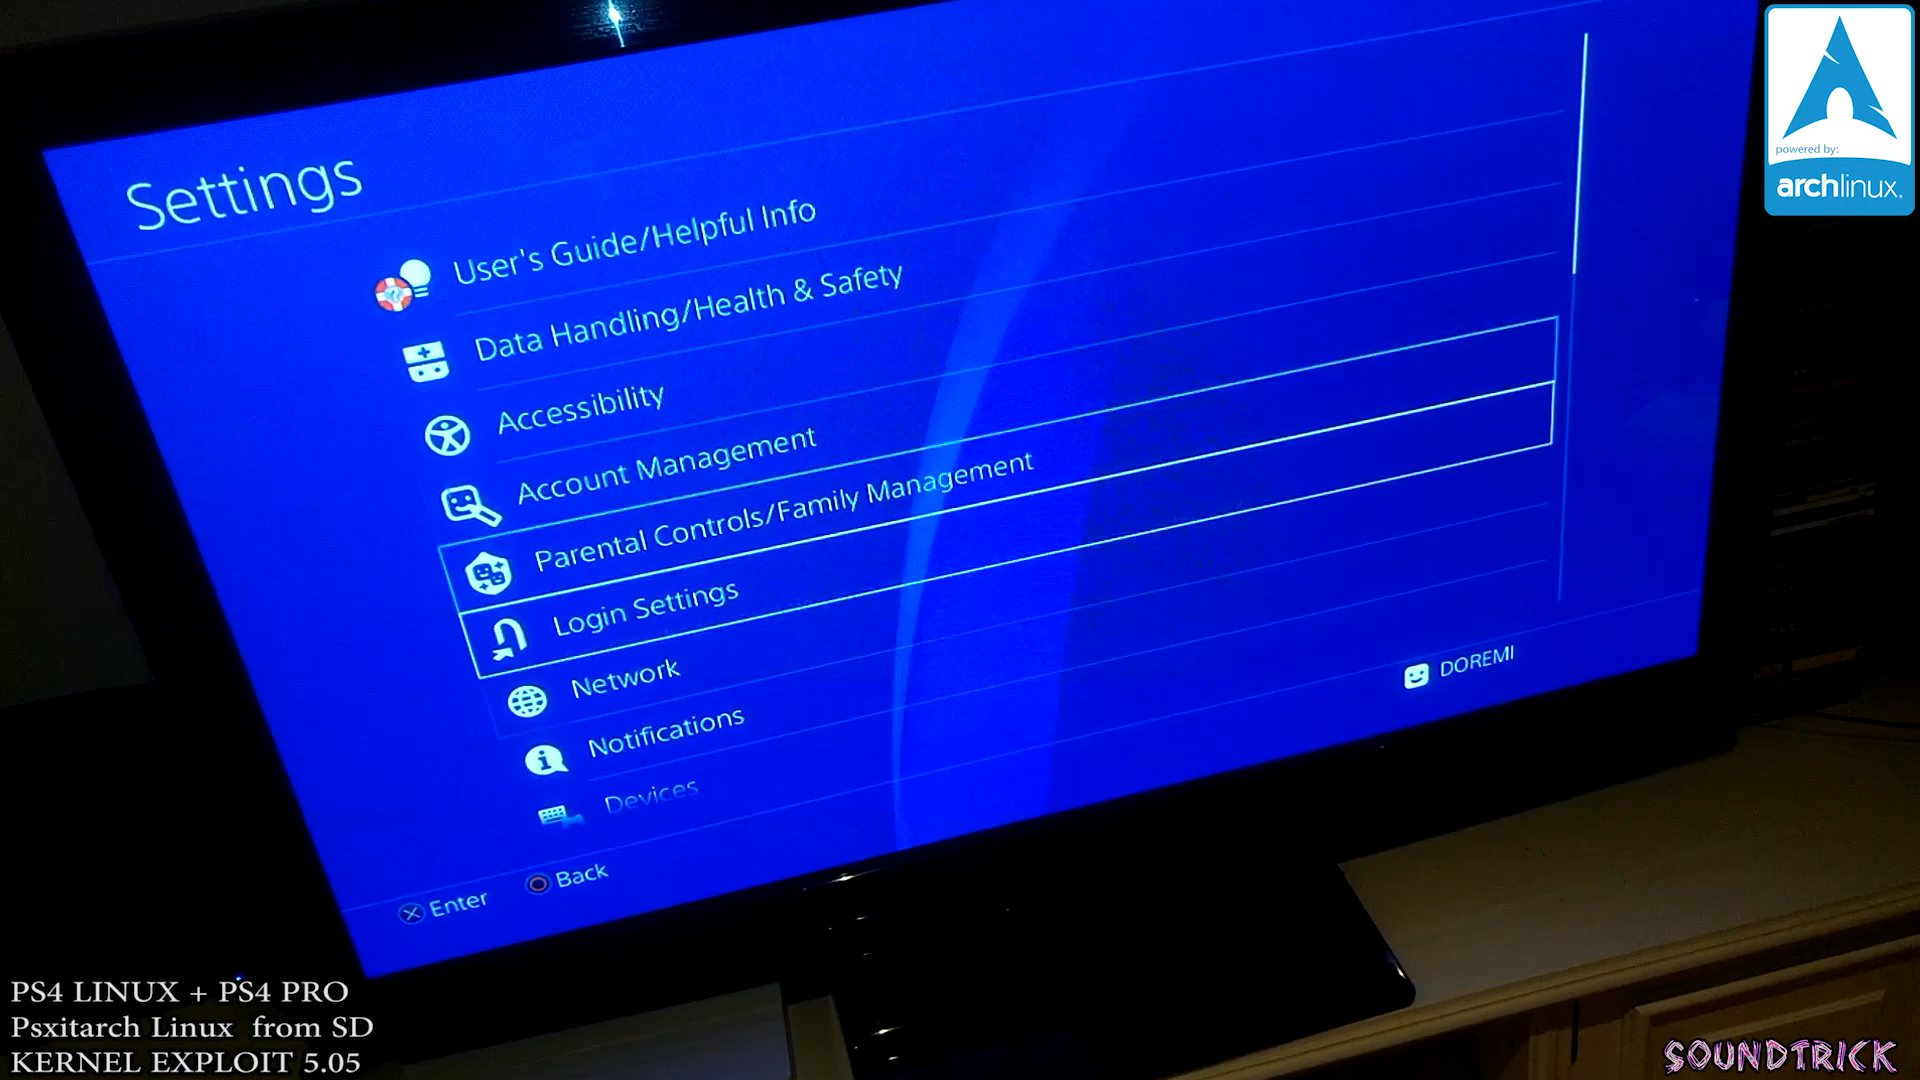 Settings
User's Guide/Helpful Info
Data Handling/Health & Safety
Accessibility
Account Management
Parental Controls/Family Management
Login Settings
Network
Notifications
Devices
DOREMI
Enter
Back
powered by:
archlinux.
PS4 LINUX + PS4 PRO
Psxitarch Linux from SD
KERNEL EXPLOIT 5.05
SOUNDTRICK